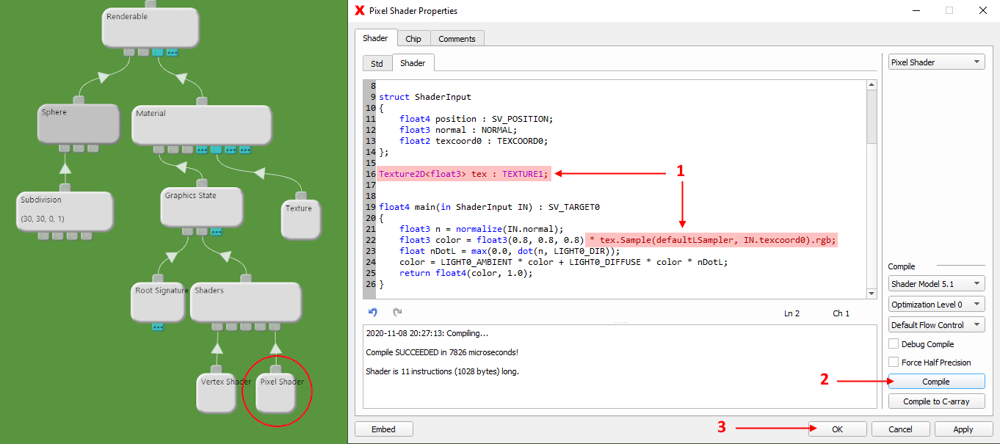 Renderable
Sphere
Material
Subdivision
(30, 30, 0, 1)
Graphics State
Texture
Root Signature
Shaders
Vertex Shader
Pixel Shader
Pixel Shader Properties
Shader
Chip
Comments
Std
Shader
8
9 struct ShaderInput
10 {
11 float4 position : SV_POSITION;
12 float3 normal : NORMAL;
13 float2 texcoord0 : TEXCOORD0;
14 };
15
16 Texture2D<float3> tex : TEXTURE1;
17
18
19 float4 main(in ShaderInput IN) : SV_TARGET0
20 {
21 float3 n = normalize(IN.normal);
22 float3 color = float3(0.8, 0.8, 0.8) * tex.Sample(defaultLSampler, IN.texcoord0).rgb;
23 float nDotL = max(0.0, dot(n, LIGHT0_DIR));
24 color = LIGHT0_AMBIENT * color + LIGHT0_DIFFUSE * color * nDotL;
25 return float4(color, 1.0);
26 }
1
Ln 2
Ch 1
2020-11-08 20:27:13: Compiling...
Compile SUCCEEDED in 7826 microseconds!
Shader is 11 instructions (1028 bytes) long.
Pixel Shader
Compile
Shader Model 5.1
Optimization Level 0
Default Flow Control
Debug Compile
Force Half Precision
2
Compile
Compile to C-array
Embed
3
OK
Cancel
Apply